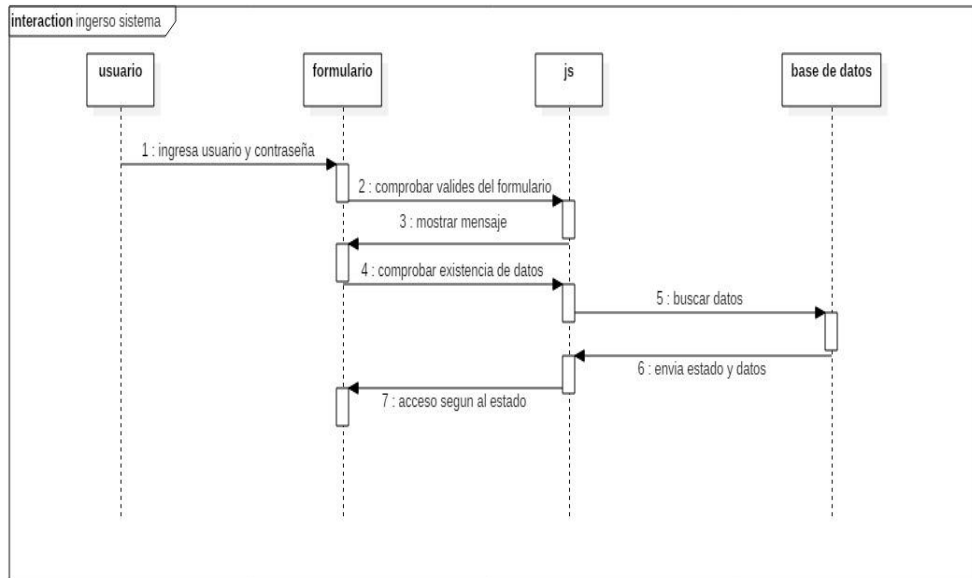 interaction ingerso sistema
usuario
formulario
js
base de datos
1 : ingresa usuario y contraseña
2 : comprobar valides del formulario
3 : mostrar mensaje
4 : comprobar existencia de datos
5 : buscar datos
6 : envia estado y datos
7 : acceso segun al estado